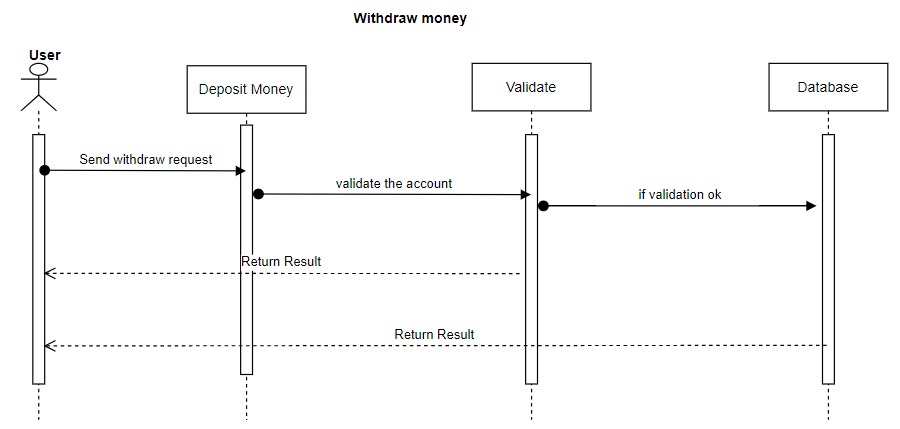 Withdraw money
User
Deposit Money
Validate
Database
Send withdraw request
validate the account
if validation ok
Return Result
Return Result